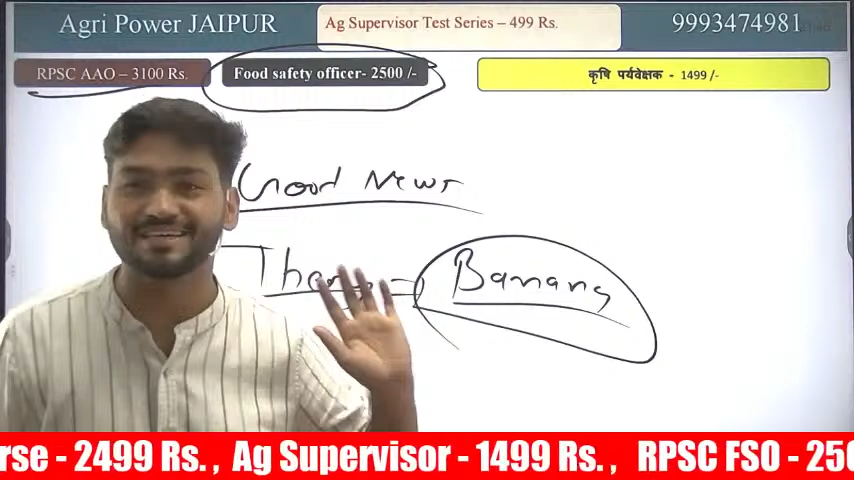 Agri Power JAIPUR
Ag Supervisor Test Series – 499 Rs.
9993474981
RPSC AAO – 3100 Rs.
Food safety officer- 2500 /-
कृषि पर्यवेक्षक - 1499 /-
Good News
Banana
rse - 2499 Rs. , Ag Supervisor - 1499 Rs. , RPSC FSO - 250